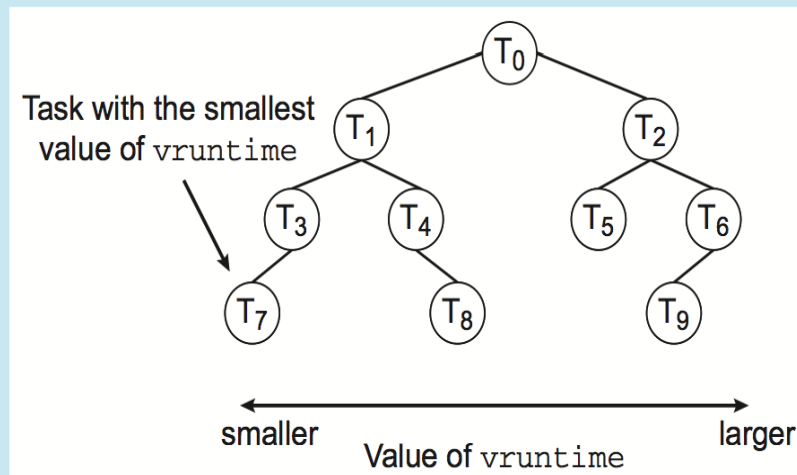 T0
Task with the smallest
value of vruntime
T1
T2
T3
T4
T5
T6
T7
T8
T9
smaller
larger
Value of vruntime